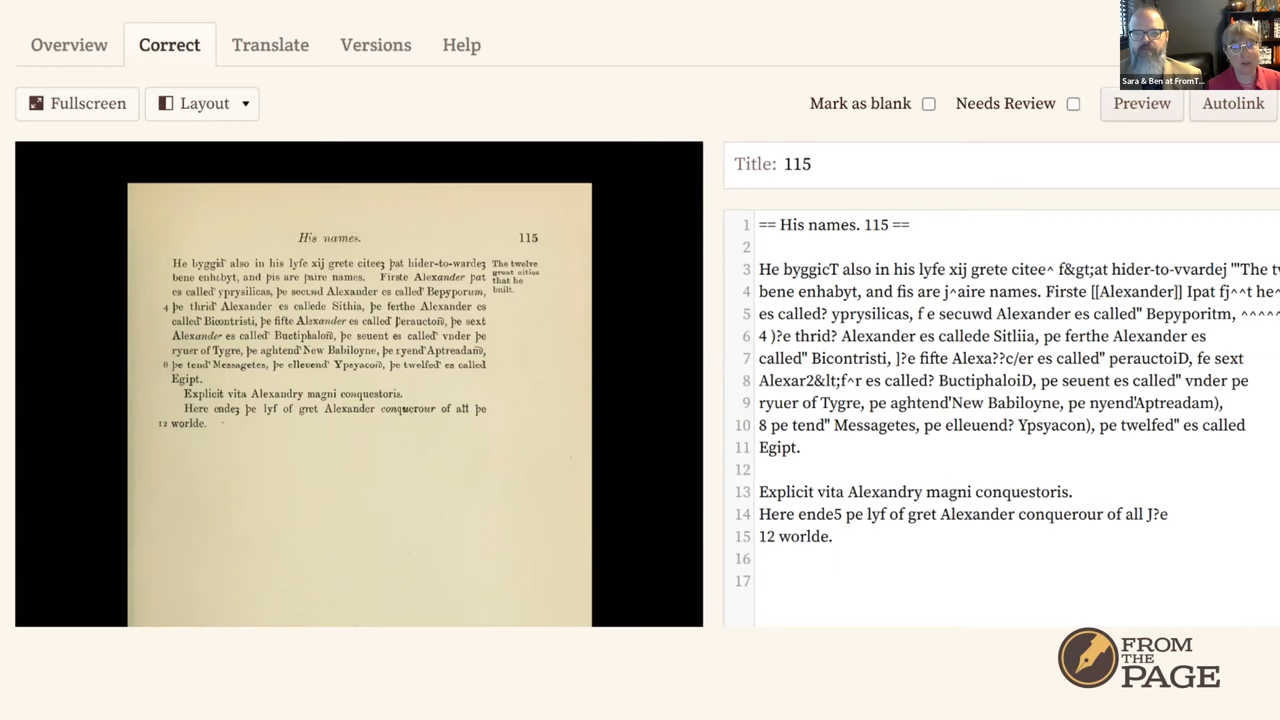 Overview Correct Translate Versions Help
Sara & Ben at FromT...
Fullscreen Layout
Mark as blank Needs Review Preview Autolink
His names. 115
He byggid' also in his lyfe xij grete citeeȝ þat hider-to-wardeȝ
bene enhabyt, and þis are þaire names. Firste Alexander þat
es called' yprysilicas, þe secund Alexander es called' Bepyporum,
4 þe thrid' Alexander es callede Sithia, þe ferthe Alexander es
called' Bicontristi, þe fifte Alexander es called' þe sext
Alexander es called' þe seuent es called' vnder þe
ryuer of Tygre, þe aghtend' New Babiloyne, þe nyend'
8 þe tend' Messagetes, þe elleuend' þe twelfed' es called
Egipt.
Explicit vita Alexandry magni conquestoris.
Here endeȝ þe lyf of gret Alexander conquerour of all þe
12 worlde.
The twelve
great cities
that he
built.
Title: 115
1 == His names. 115 ==
2
3 He byggicT also in his lyfe xij grete citee^ f&gt;at hider-to-vvardej '"The tv
4 bene enhabyt, and fis are j^aire names. Firste [[Alexander]] Ipat fj^^t he^
5 es called? yprysilicas, f e secuwd Alexander es called" Bepyporitm, ^^^^^
6 4 )?e thrid? Alexander es callede Sitliia, pe ferthe Alexander es
7 called" Bicontristi, ]?e fifte Alexa??c/er es called" perauctoiD, fe sext
8 Alexar2&lt;f^r es called? BuctiphaloiD, pe seuent es called" vnder pe
9 ryuer of Tygre, pe aghtend'New Babiloyne, pe nyend'Aptreadam),
10 8 pe tend" Messagetes, pe elleuend? Ypsyacon), pe twelfed" es called
11 Egipt.
12
13 Explicit vita Alexandry magni conquestoris.
14 Here ende5 pe lyf of gret Alexander conquerour of all J?e
15 12 worlde.
16
17
FROM
THE
PAGE